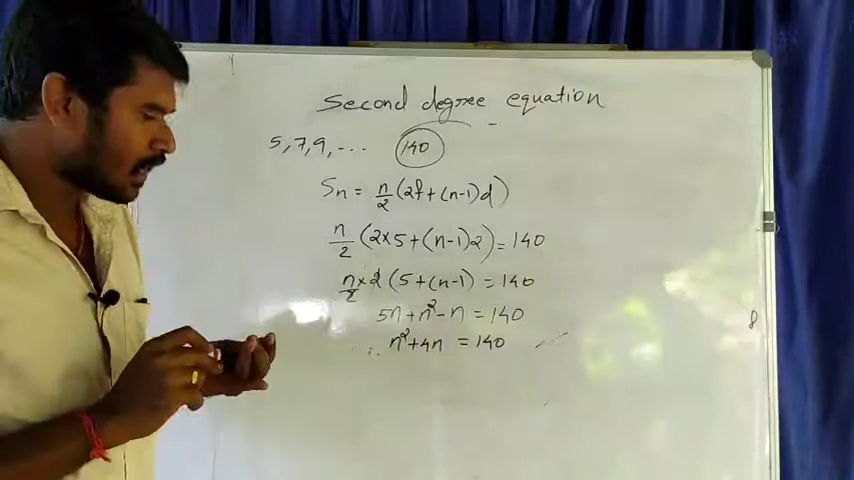 Second degree equation
5,7,9,.... 140
Sn = n/2 (2f+(n-1)d)
n/2 (2×5+(n-1)2) = 140
n/2 × 2 (5+(n-1) = 140
5n+n²-n = 140
n²+4n = 140